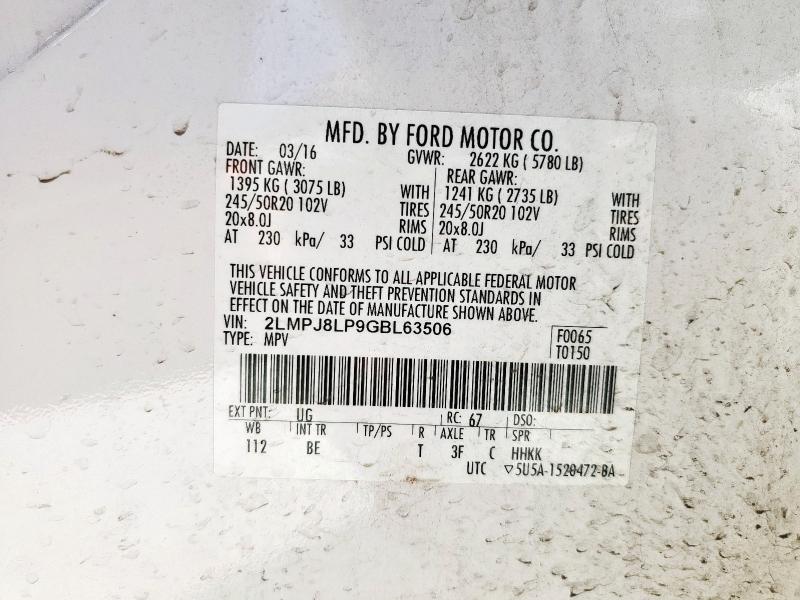 MFD. BY FORD MOTOR CO.
DATE: 03/16 GVWR: 2622 KG ( 5780 LB)
FRONT GAWR: REAR GAWR:
1395 KG ( 3075 LB) WITH 1241 KG ( 2735 LB) WITH
245/50R20 102V TIRES 245/50R20 102V TIRES
20x8.0J RIMS 20x8.0J RIMS
AT 230 kPa/ 33 PSI COLD AT 230 kPa/ 33 PSI COLD
THIS VEHICLE CONFORMS TO ALL APPLICABLE FEDERAL MOTOR
VEHICLE SAFETY AND THEFT PREVENTION STANDARDS IN
EFFECT ON THE DATE OF MANUFACTURE SHOWN ABOVE.
VIN: 2LMPJ8LP9GBL63506 F0065
TYPE: MPV T0150
EXT PNT: UG RC: 67 DSO:
WB INT TR TP/PS R AXLE TR SPR
112 BE T 3F C HHKK
UTC ▽5U5A-1520472-BA